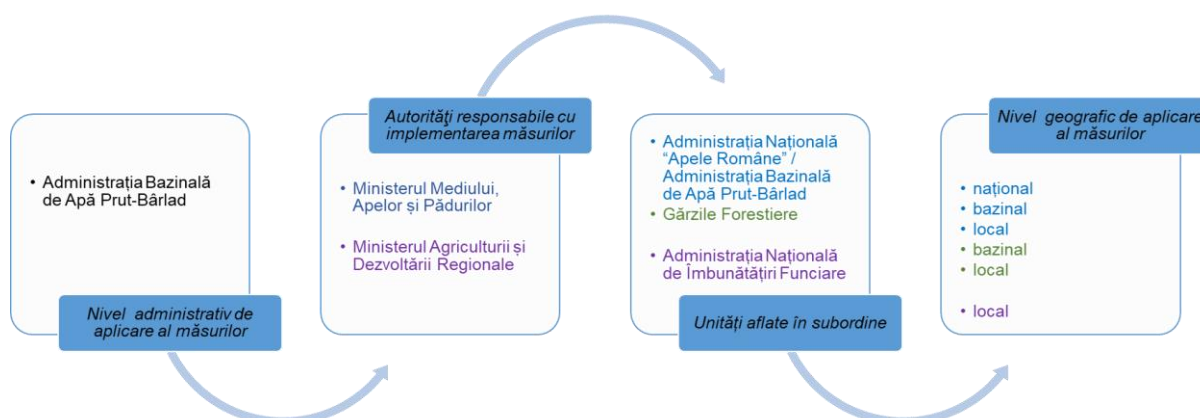 • Administrația Bazinală
de Apă Prut-Bârlad
Nivel administrativ de
aplicare al măsurilor
Autorităţi responsabile cu
implementarea măsurilor
• Ministerul Mediului,
Apelor și Pădurilor
• Ministerul Agriculturii și
Dezvoltării Regionale
• Administrația Națională
“Apele Române” /
Administrația Bazinală
de Apă Prut-Bârlad
• Gărzile Forestiere
• Administrația Națională
de Îmbunătățiri Funciare
Unități aflate în subordine
Nivel geografic de aplicare
al măsurilor
• național
• bazinal
• local
• bazinal
• local
• local